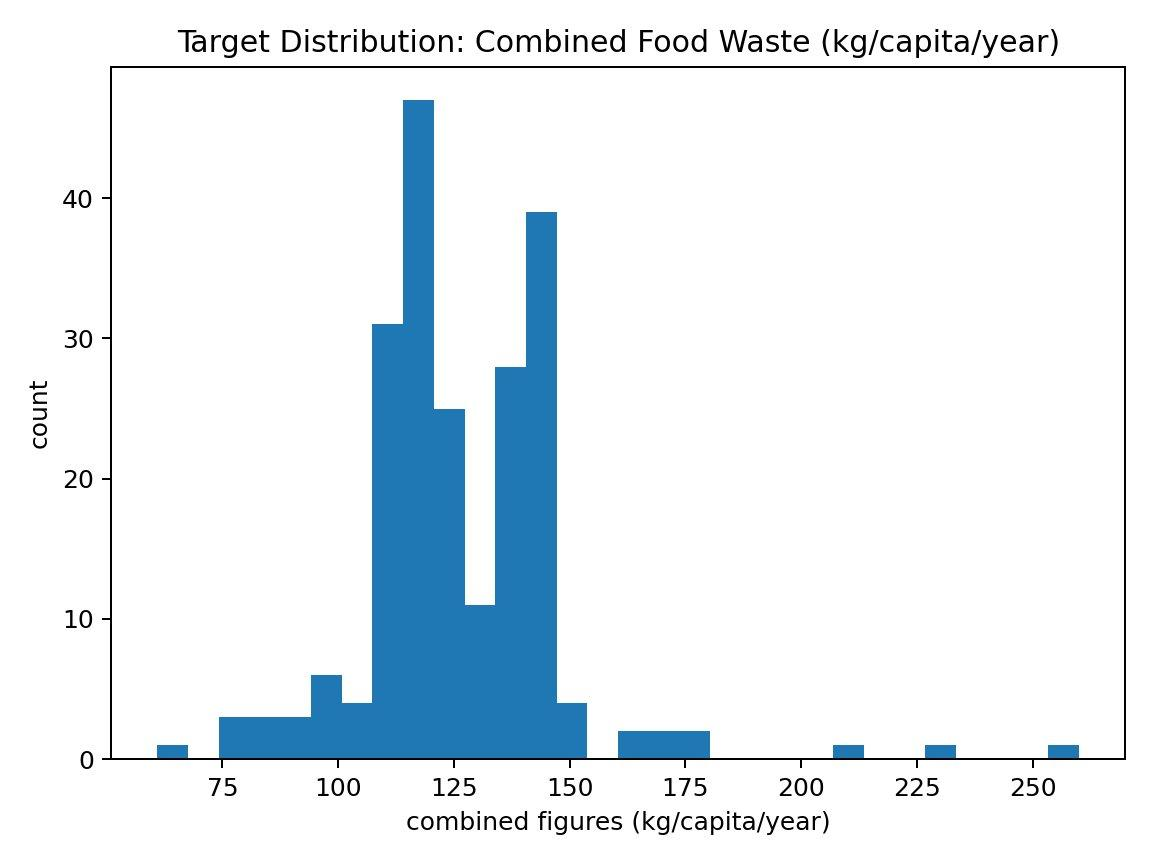 Target Distribution: Combined Food Waste (kg/capita/year)
count
40
30
20
10
0
75 100 125 150 175 200 225 250
combined figures (kg/capita/year)